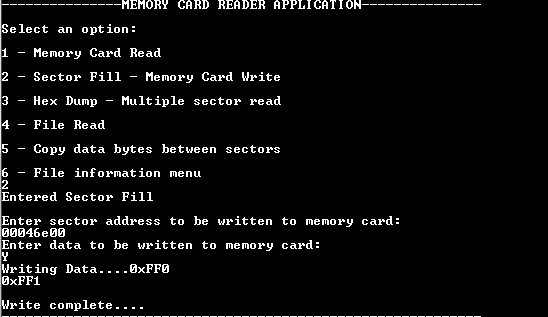 ---------------MEMORY CARD READER APPLICATION---------------
Select an option:
1 - Memory Card Read
2 - Sector Fill - Memory Card Write
3 - Hex Dump - Multiple sector read
4 - File Read
5 - Copy data bytes between sectors
6 - File information menu
2
Entered Sector Fill
Enter sector address to be written to memory card:
00046e00
Enter data to be written to memory card:
Y
Writing Data....0xFF0
0xFF1
Write complete....
------------------------------------------------------------